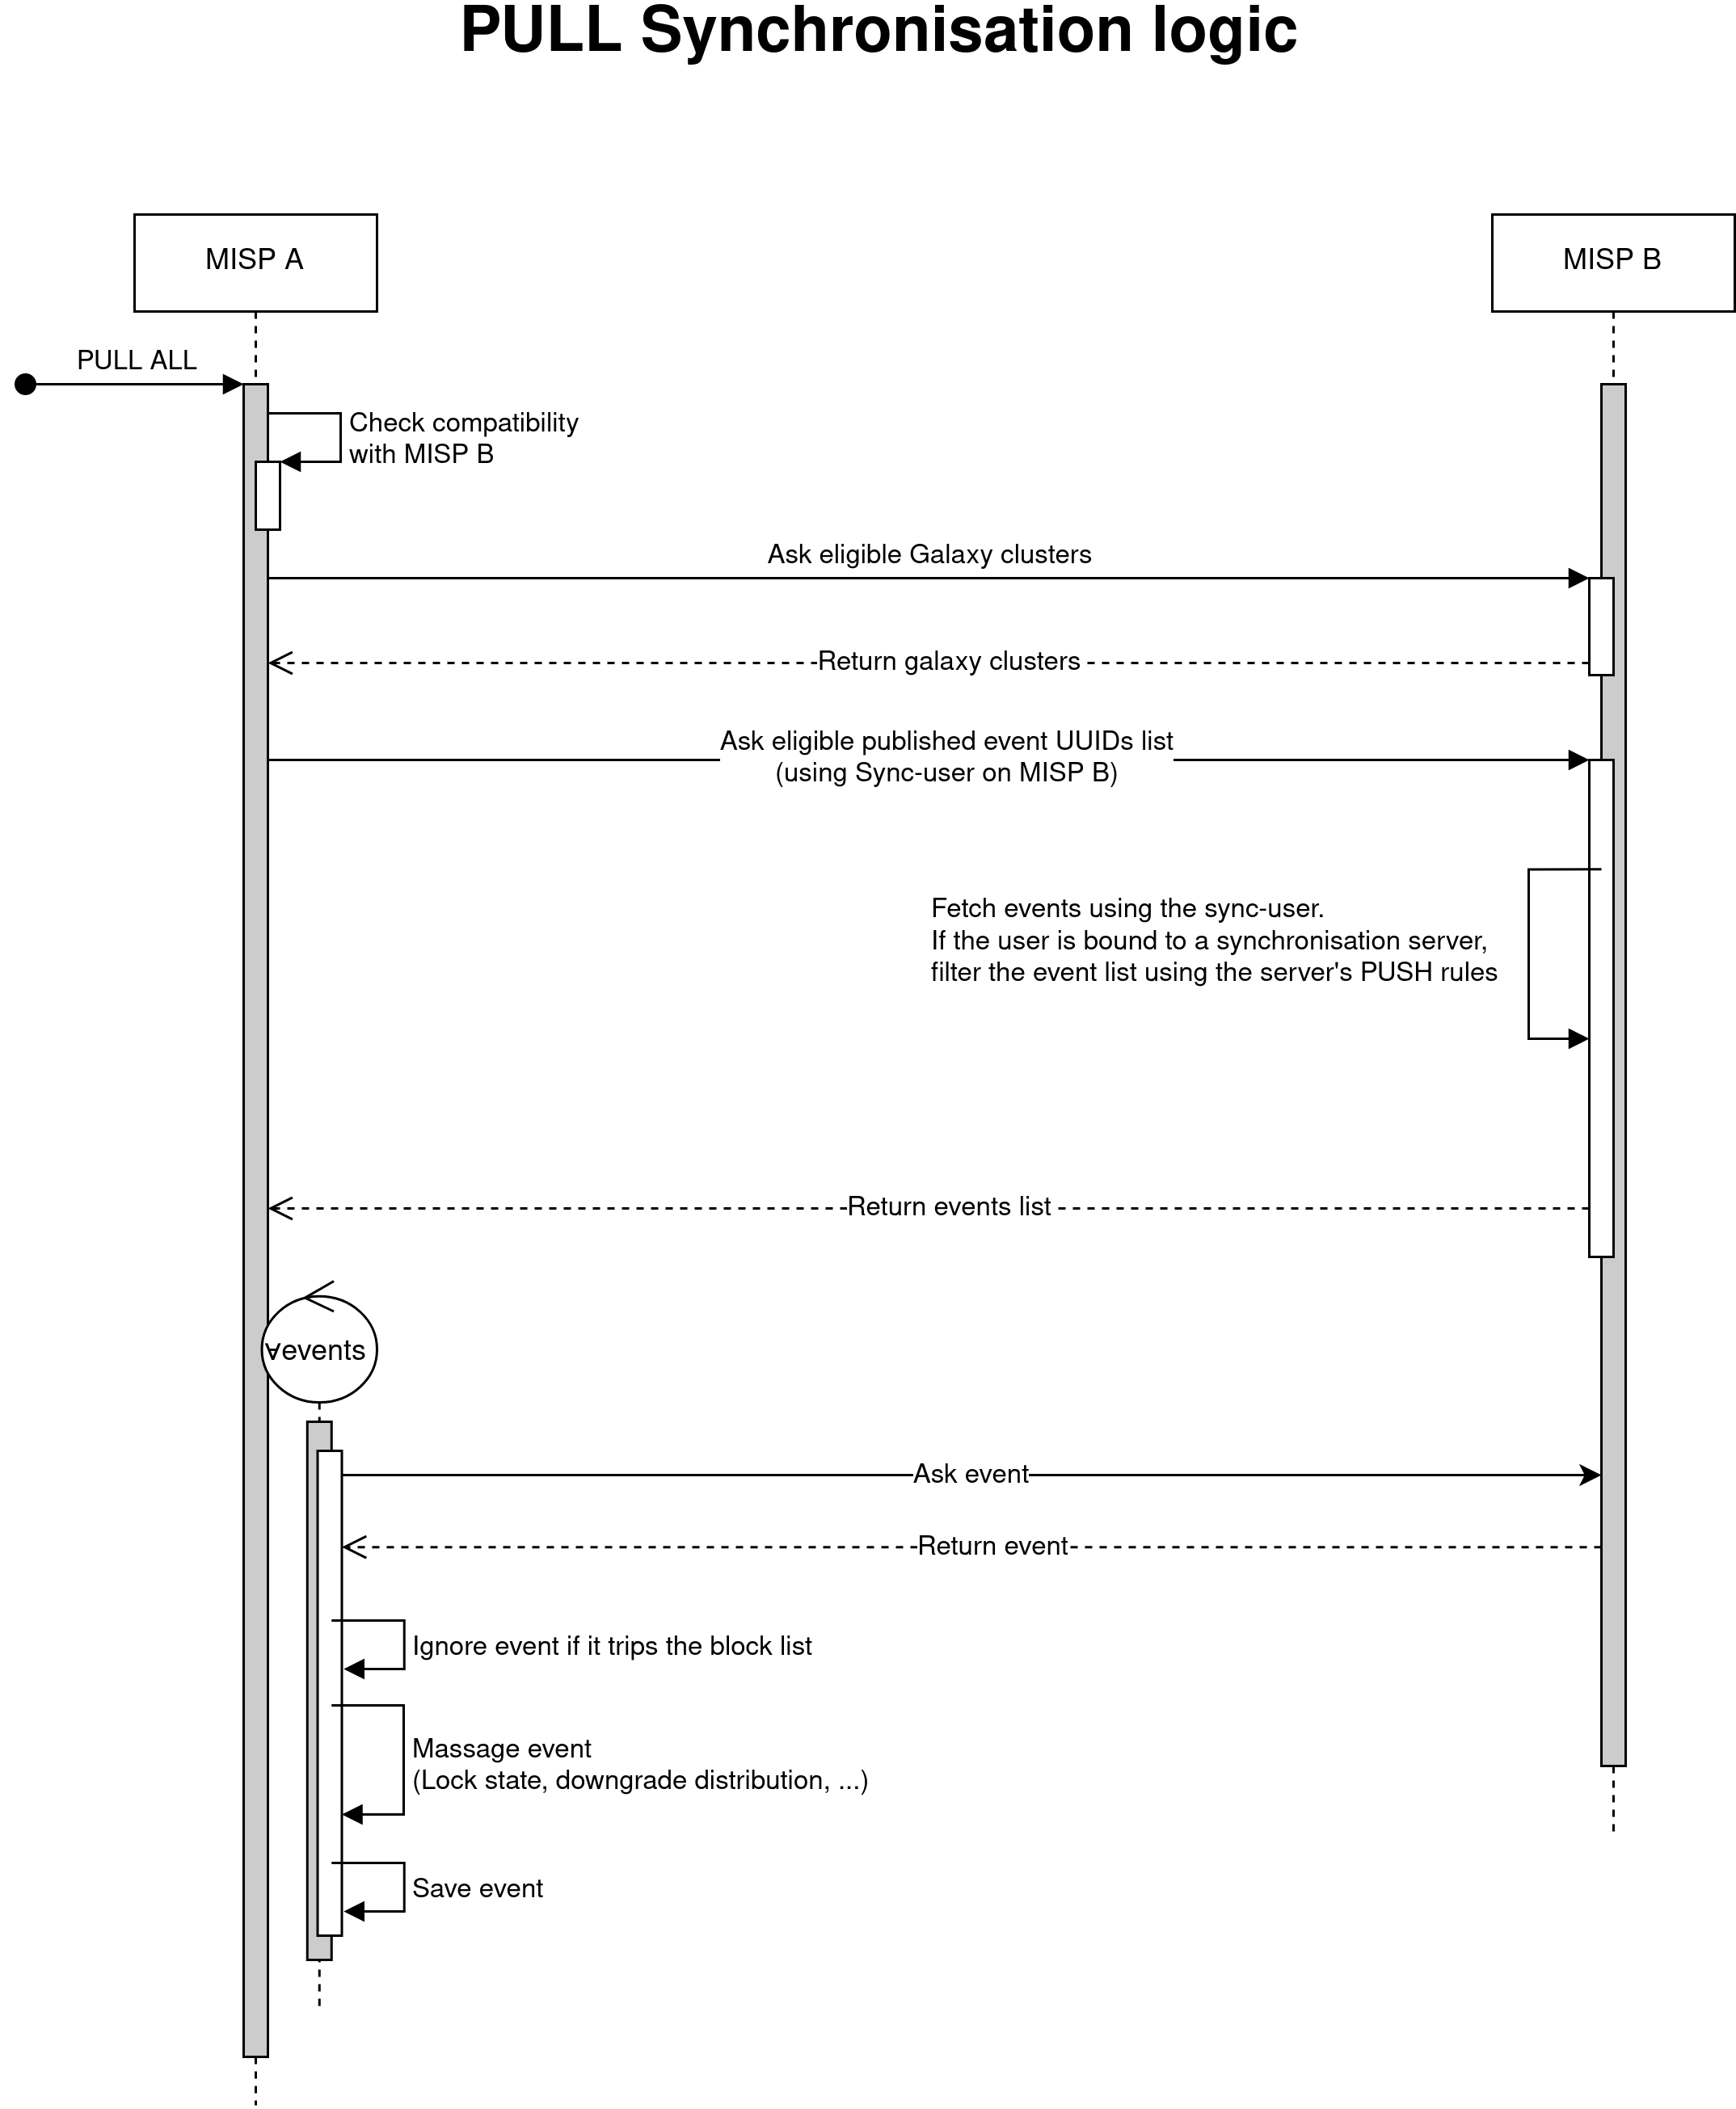 PULL Synchronisation logic
MISP A
MISP B
PULL ALL
Check compatibility
with MISP B
Ask eligible Galaxy clusters
Return galaxy clusters
Ask eligible published event UUIDs list
(using Sync-user on MISP B)
Fetch events using the sync-user.
If the user is bound to a synchronisation server,
filter the event list using the server's PUSH rules
Return events list
∀events
Ask event
Return event
Ignore event if it trips the block list
Massage event
(Lock state, downgrade distribution, ...)
Save event